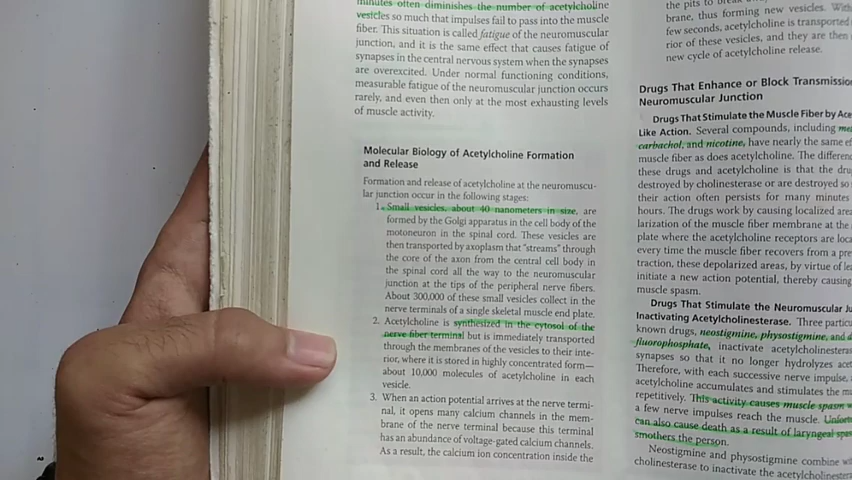 minutes often diminishes the number of acetylcholine
vesicles so much that impulses fail to pass into the muscle
fiber. This situation is called fatigue of the neuromuscular
junction, and it is the same effect that causes fatigue of
synapses in the central nervous system when the synapses
are overexcited. Under normal functioning conditions,
measurable fatigue of the neuromuscular junction occurs
rarely, and even then only at the most exhausting levels
of muscle activity.
Molecular Biology of Acetylcholine Formation
and Release
Formation and release of acetylcholine at the neuromuscu-
lar junction occur in the following stages:
1. Small vesicles, about 40 nanometers in size, are
formed by the Golgi apparatus in the cell body of the
motoneuron in the spinal cord. These vesicles are
then transported by axoplasm that "streams" through
the core of the axon from the central cell body in
the spinal cord all the way to the neuromuscular
junction at the tips of the peripheral nerve fibers.
About 300,000 of these small vesicles collect in the
nerve terminals of a single skeletal muscle end plate.
2. Acetylcholine is synthesized in the cytosol of the
nerve fiber terminal but is immediately transported
through the membranes of the vesicles to their inte-
rior, where it is stored in highly concentrated form—
about 10,000 molecules of acetylcholine in each
vesicle.
3. When an action potential arrives at the nerve termi-
nal, it opens many calcium channels in the mem-
brane of the nerve terminal because this terminal
has an abundance of voltage-gated calcium channels.
As a result, the calcium ion concentration inside the
the pits to break
brane, thus forming new vesicles.
few seconds, acetylcholine is transported
rior of these vesicles, and they are then
new cycle of acetylcholine release.
Drugs That Enhance or Block Transmission
Neuromuscular Junction
Drugs That Stimulate the Muscle Fiber by
Like Action. Several compounds, including
carbachol, and nicotine, have nearly the same
muscle fiber as does acetylcholine. The
these drugs and acetylcholine is that the
destroyed by cholinesterase or are destroyed so
their action often persists for many minutes
hours. The drugs work by causing localized
larization of the muscle fiber membrane at the
plate where the acetylcholine receptors are
every time the muscle fiber recovers from a
traction, these depolarized areas, by virtue of
initiate a new action potential, thereby causing
muscle spasm.
Drugs That Stimulate the Neuromuscular
Inactivating Acetylcholinesterase. Three
known drugs, neostigmine, physostigmine, and
fluorophosphate, inactivate
synapses so that it no longer hydrolyzes
Therefore, with each successive nerve impulse,
acetylcholine accumulates and stimulates the
repetitively. This activity causes muscle spasm
a few nerve impulses reach the muscle.
can also cause death as a result of laryngeal
smothers the person.
Neostigmine and physostigmine combine
cholinesterase to inactivate the